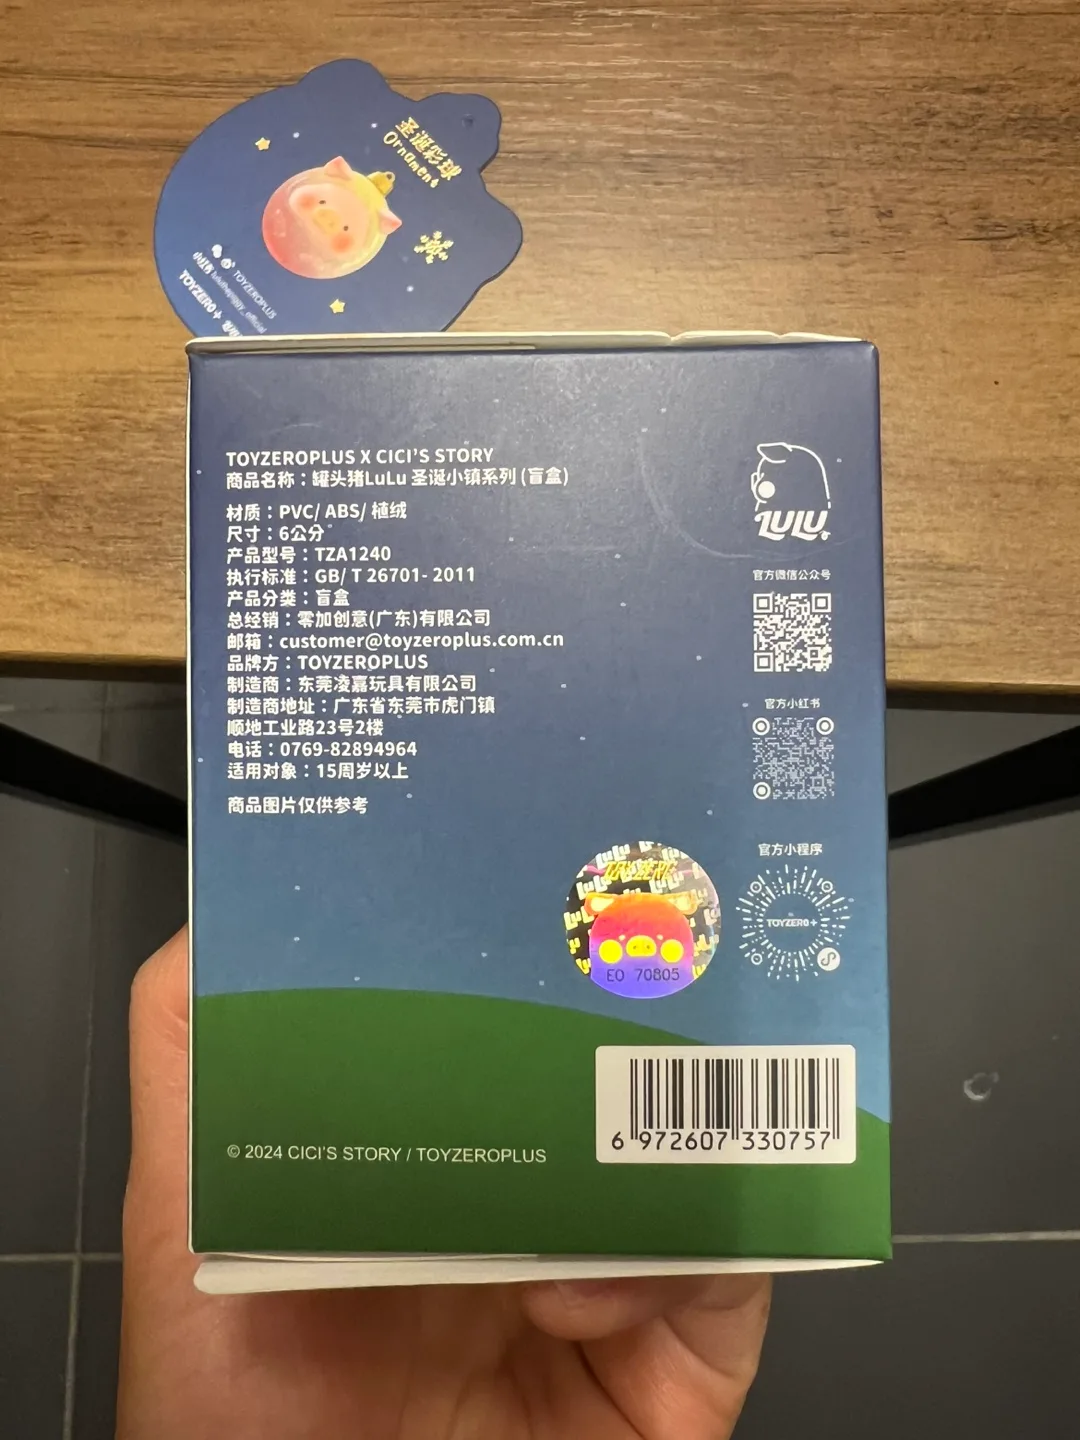 圣诞彩球
Ornament
TOYZEROPLUS
小红书
TOYZERO+
TOYZEROPLUS X CICI'S STORY
商品名称：罐头猪LuLu 圣诞小镇系列 (盲盒)
材质：PVC/ ABS/ 植绒
尺寸：6公分
产品型号：TZA1240
执行标准：GB/ T 26701- 2011
产品分类：盲盒
总经销：零加创意(广东)有限公司
邮箱：customer@toyzeroplus.com.cn
品牌方：TOYZEROPLUS
制造商：东莞凌嘉玩具有限公司
制造商地址：广东省东莞市虎门镇
顺地工业路23号2楼
电话：0769-82894964
适用对象：15周岁以上
商品图片仅供参考
LULU
官方微信公众号
官方小红书
官方小程序
TOYZERO+
TOYZERO
LuLu
EO 70805
6 972607 330757
© 2024 CICI'S STORY / TOYZEROPLUS